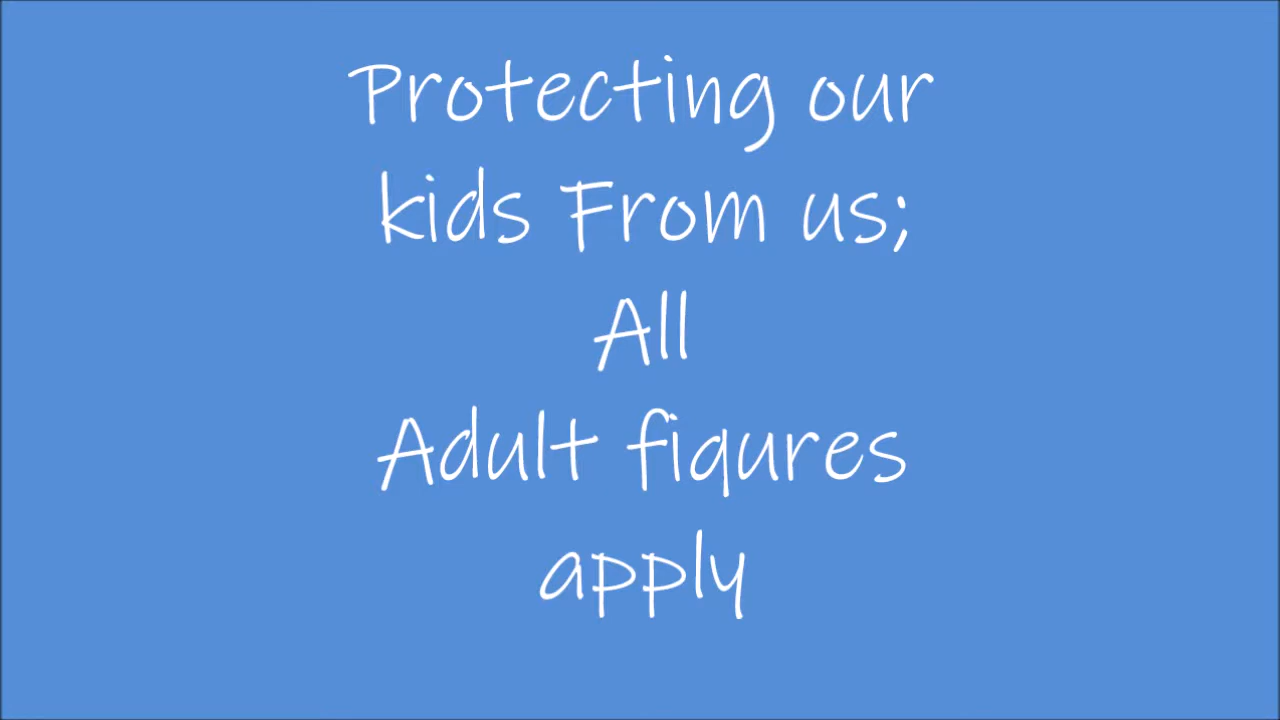 Protecting our
kids From us;
All
Adult fiqures
apply